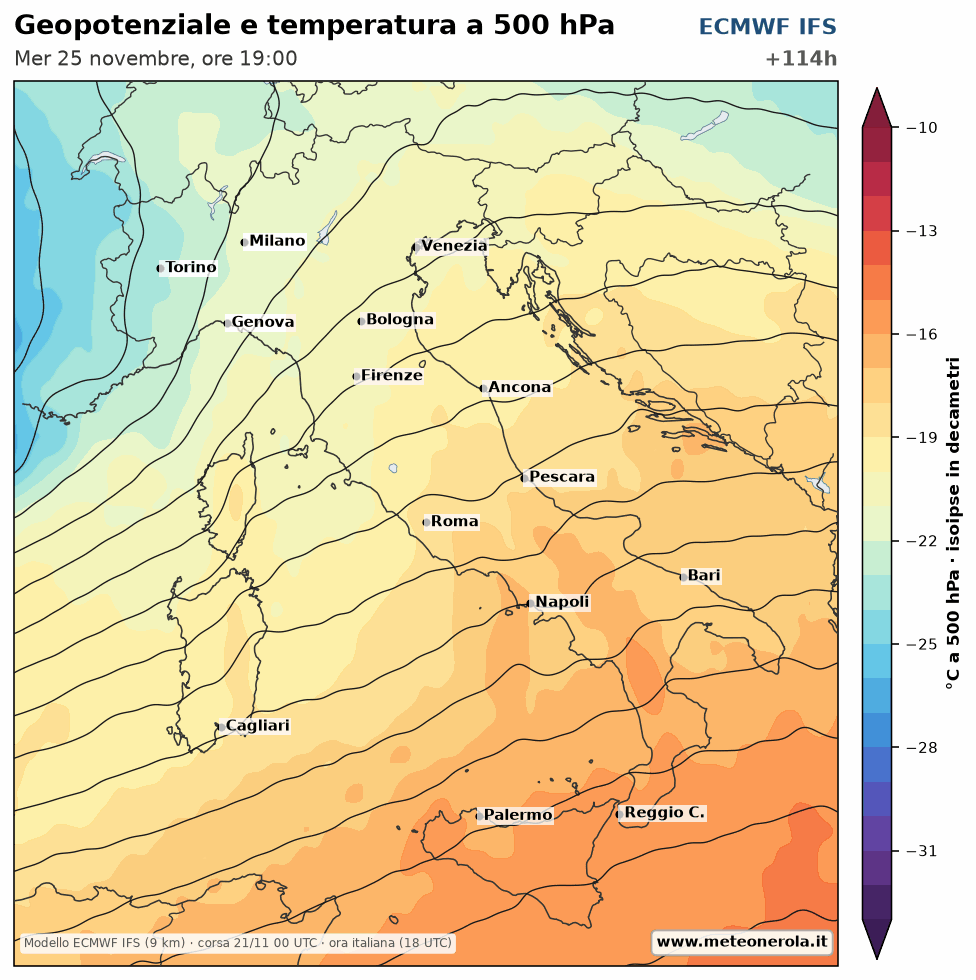 Geopotenziale e temperatura a 500 hPa
ECMWF IFS
Mer 25 novembre, ore 19:00
+114h
Milano
Venezia
Torino
Genova
Bologna
Firenze
Ancona
Pescara
Roma
Bari
Napoli
Cagliari
Palermo
Reggio C.
−10
−13
−16
−19
−22
−25
−28
−31
°C a 500 hPa · isoipse in decametri
Modello ECMWF IFS (9 km) · corsa 21/11 00 UTC · ora italiana (18 UTC)
www.meteonerola.it